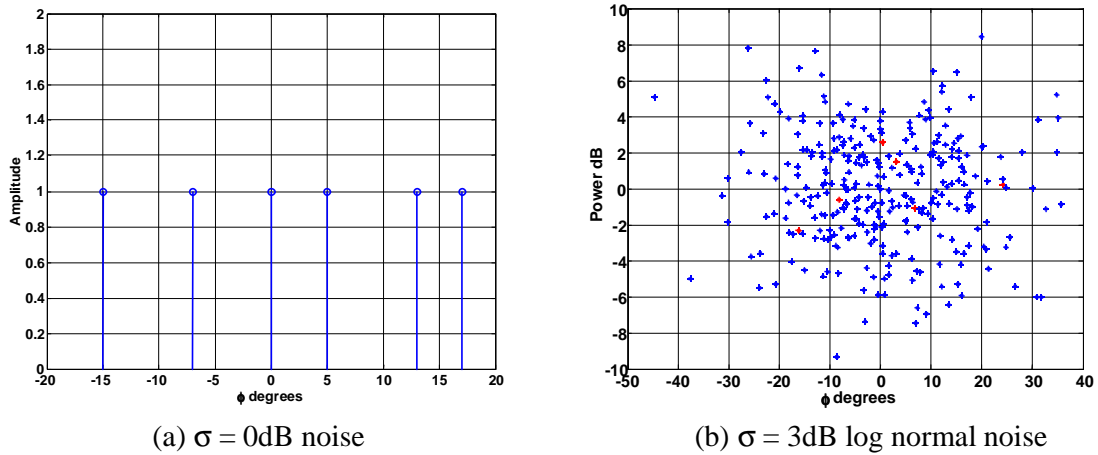 2
1.8
1.6
1.4
1.2
1
0.8
0.6
0.4
0.2
0
Amplitude
-20 -15 -10 -5 0 5 10 15 20
ϕ degrees
(a) σ = 0dB noise
10
8
6
4
2
0
-2
-4
-6
-8
-10
Power dB
-50 -40 -30 -20 -10 0 10 20 30 40
ϕ degrees
(b) σ = 3dB log normal noise